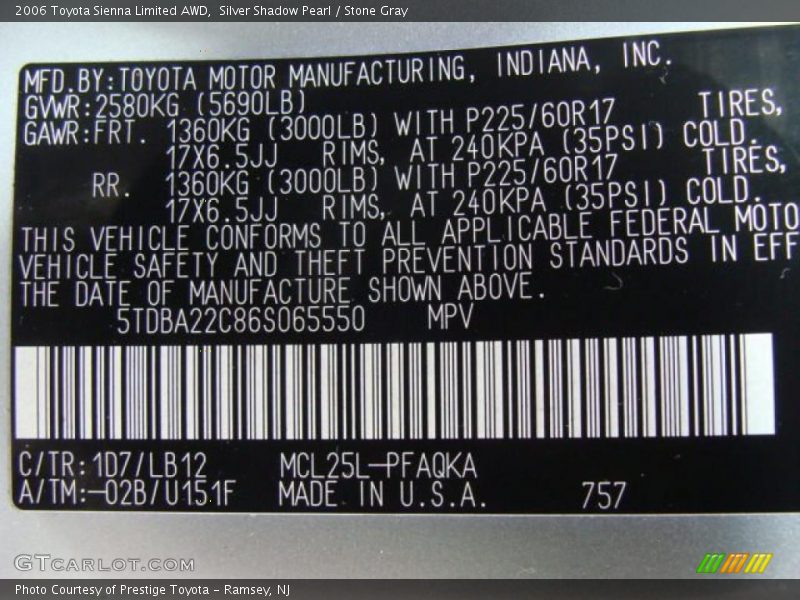 2006 Toyota Sienna Limited AWD,  Silver Shadow Pearl / Stone Gray
MFD.BY:TOYOTA MOTOR MANUFACTURING, INDIANA, INC.
GVWR:2580KG (5690LB)
GAWR:FRT. 1360KG (3000LB) WITH P225/60R17 TIRES,
17X6.5JJ RIMS, AT 240KPA (35PSI) COLD.
RR. 1360KG (3000LB) WITH P225/60R17 TIRES,
17X6.5JJ RIMS, AT 240KPA (35PSI) COLD.
THIS VEHICLE CONFORMS TO ALL APPLICABLE FEDERAL MOTO
VEHICLE SAFETY AND THEFT PREVENTION STANDARDS IN EFF
THE DATE OF MANUFACTURE SHOWN ABOVE.
5TDBA22C86S065550 MPV
C/TR:1D7/LB12 MCL25L-PFAQKA
A/TM:-02B/U151F MADE IN U.S.A. 757
GTCARLOT.COM
Photo Courtesy of Prestige Toyota - Ramsey, NJ